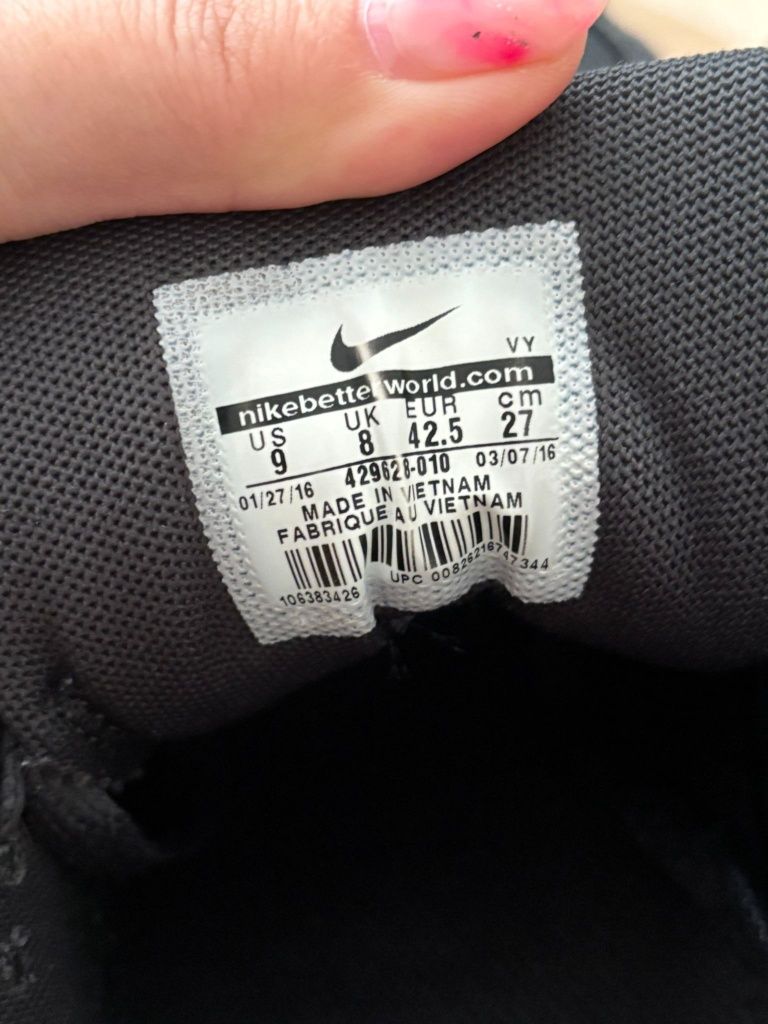 VY
nikebetterworld.com
US UK EUR cm
9 8 42.5 27
429628-010
01/27/16 03/07/16
MADE IN VIETNAM
FABRIQUE AU VIETNAM
106383426 UPC 00826216747344